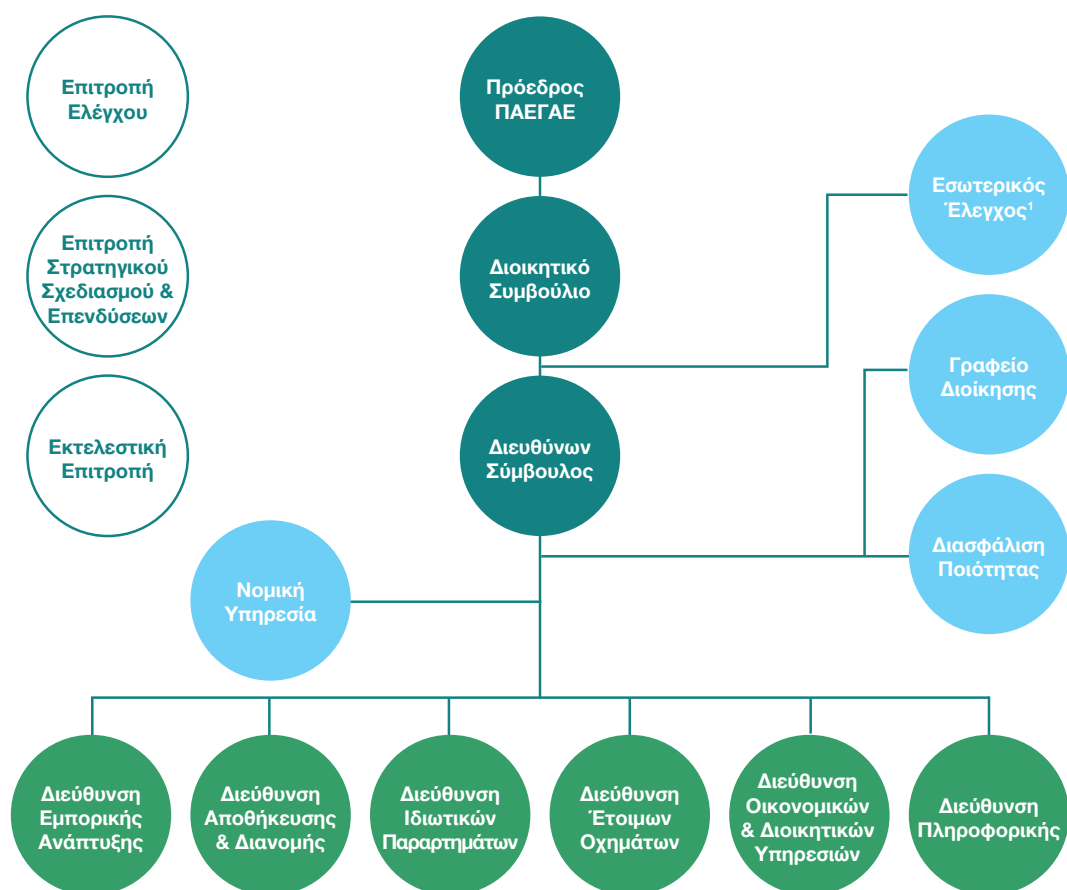 Επιτροπή
Ελέγχου
Πρόεδρος
ΠΑΕΓΑΕ
Εσωτερικός
Έλεγχος¹
Επιτροπή
Στρατηγικού
Σχεδιασμού &
Επενδύσεων
Διοικητικό
Συμβούλιο
Γραφείο
Διοίκησης
Εκτελεστική
Επιτροπή
Διευθύνων
Σύμβουλος
Διασφάλιση
Ποιότητας
Νομική
Υπηρεσία
Διεύθυνση
Εμπορικής
Ανάπτυξης
Διεύθυνση
Αποθήκευσης
& Διανομής
Διεύθυνση
Ιδιωτικών
Παραρτημάτων
Διεύθυνση
Έτοιμων
Οχημάτων
Διεύθυνση
Οικονομικών
& Διοικητικών
Υπηρεσιών
Διεύθυνση
Πληροφορικής